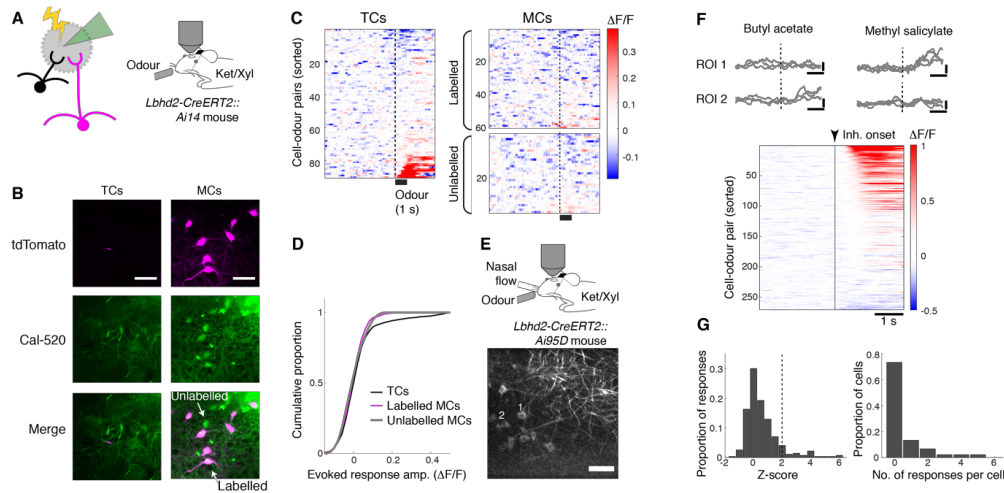 A
Odour
Ket/Xyl
Lbhd2-CreERT2::
Ai14 mouse
B
TCs
MCs
tdTomato
Cal-520
Merge
Unlabelled
Labelled
C
TCs
MCs
ΔF/F
Cell-odour pairs (sorted)
20
40
60
80
Odour
(1 s)
Labelled
20
40
60
Unlabelled
20
0.3
0.2
0.1
0
-0.1
D
Cumulative proportion
1
0.5
0
0
0.2
0.4
TCs
Labelled MCs
Unlabelled MCs
Evoked response amp. (ΔF/F)
E
Nasal
flow
Odour
Ket/Xyl
Lbhd2-CreERT2::
Ai95D mouse
1
2
F
Butyl acetate
Methyl salicylate
ROI 1
ROI 2
Inh. onset
ΔF/F
Cell-odour pair (sorted)
50
100
150
200
250
1
0.5
0
-0.5
1 s
G
Proportion of responses
0.3
0.2
0.1
0
-2
0
2
4
6
Z-score
Proportion of cells
0.8
0.6
0.4
0.2
0
0
2
4
6
No. of responses per cell